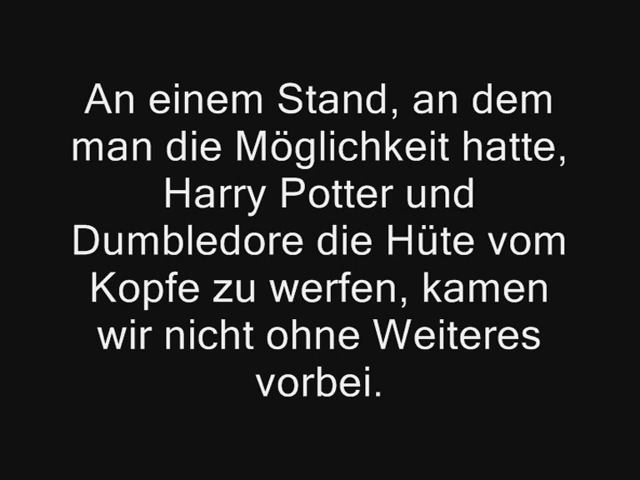 An einem Stand, an dem
man die Möglichkeit hatte,
Harry Potter und
Dumbledore die Hüte vom
Kopfe zu werfen, kamen
wir nicht ohne Weiteres
vorbei.